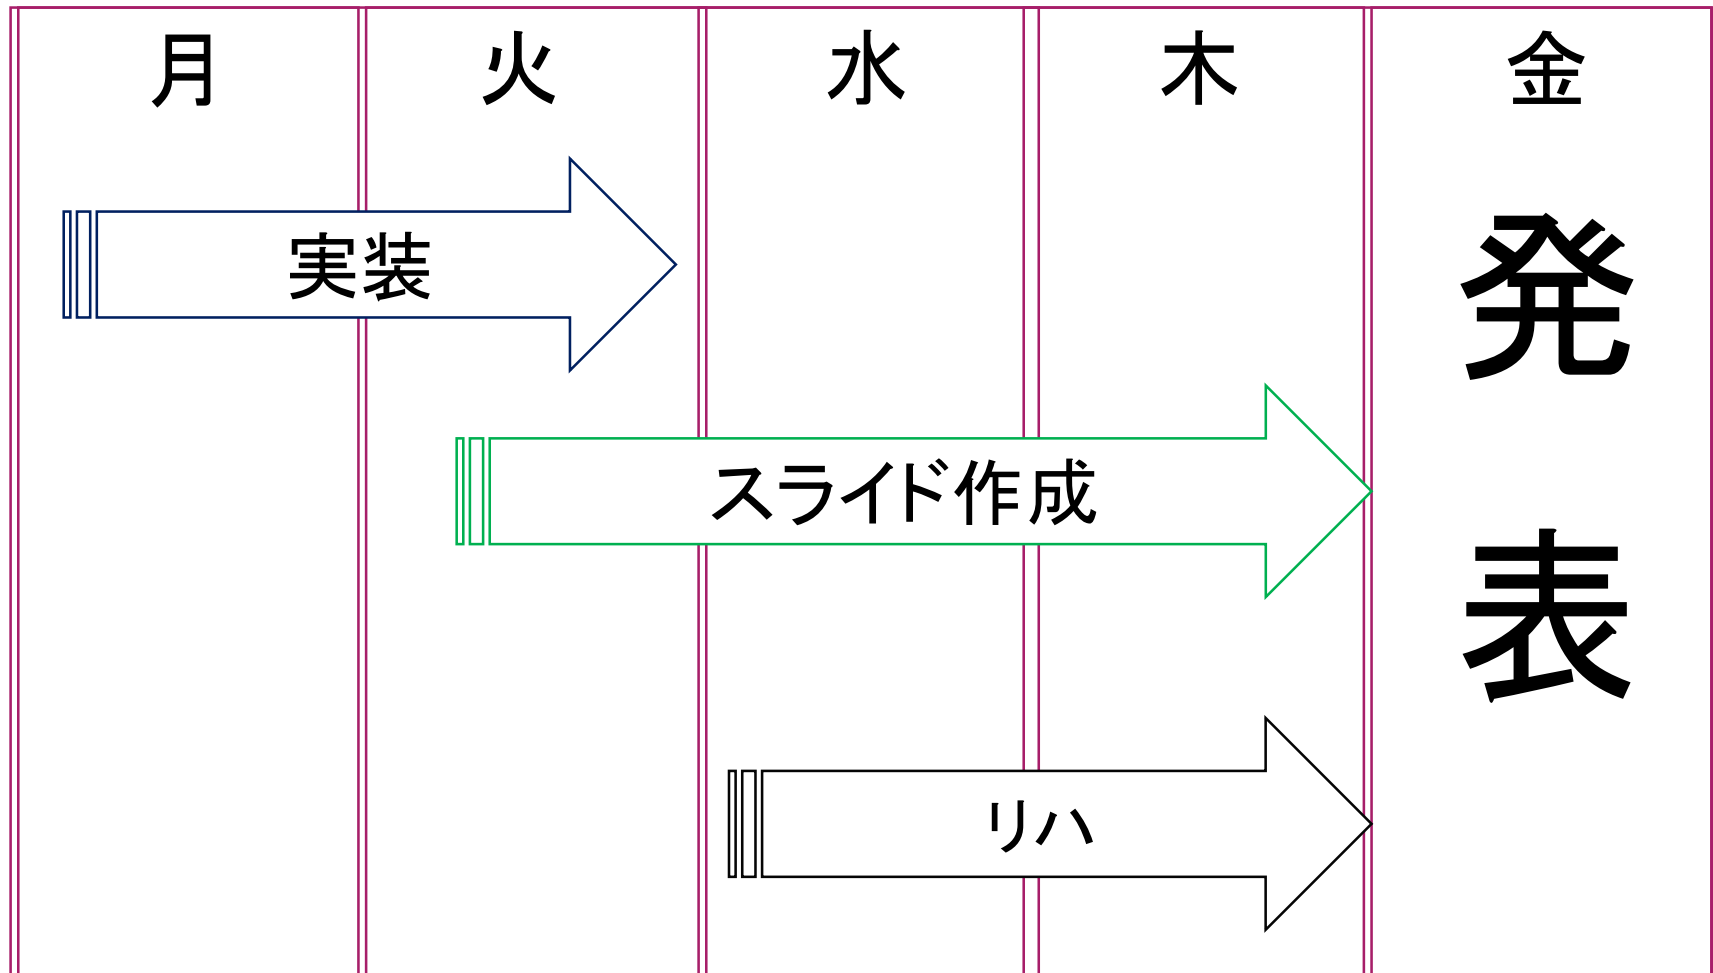 月 火 水 木 金
実装
スライド作成
リハ
発表